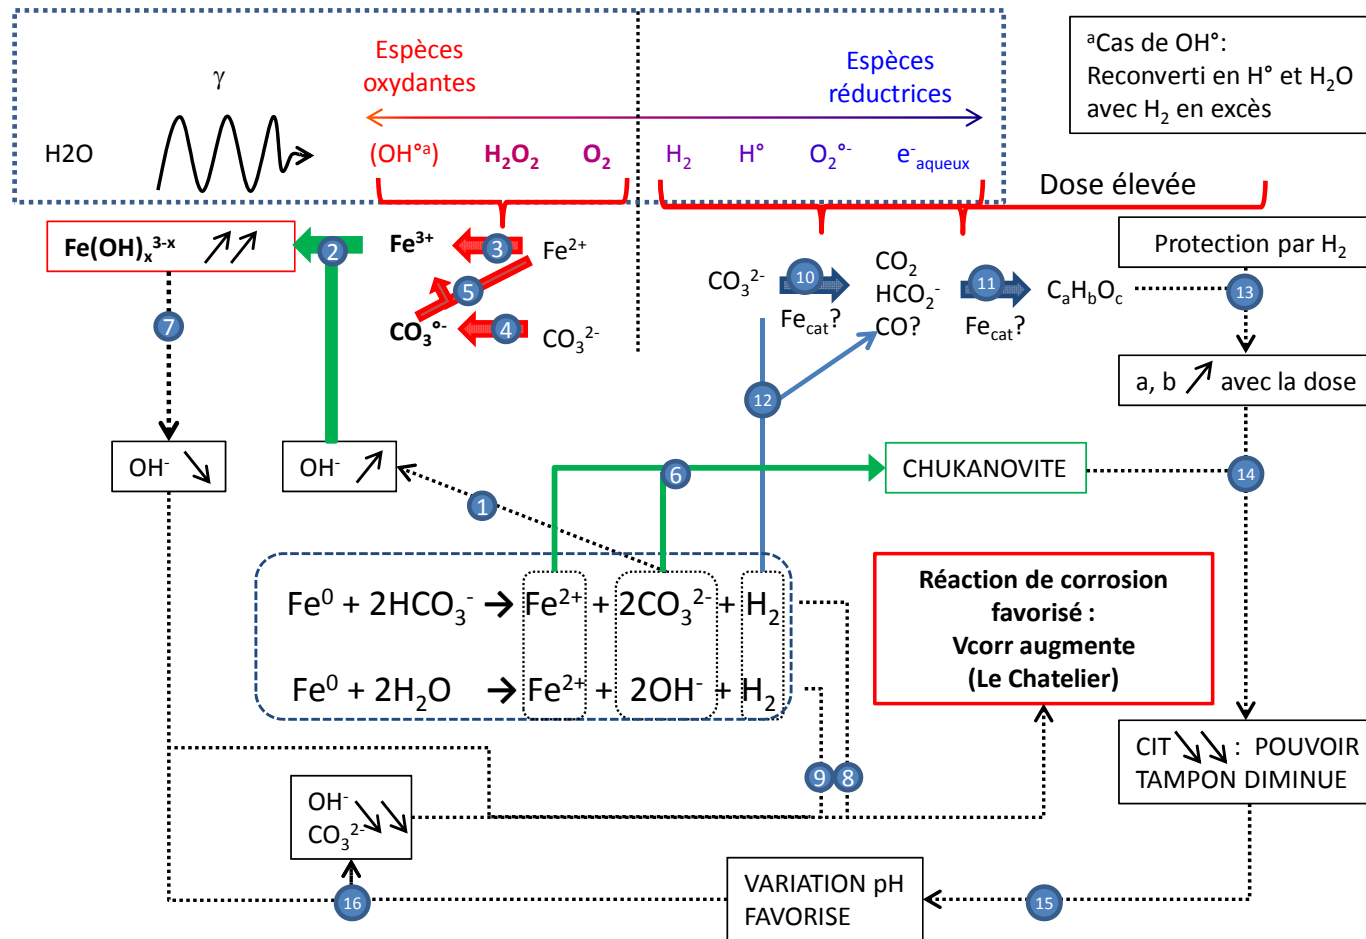 γ
H2O
Espèces
oxydantes
Espèces
réductrices
(OH°ᵃ) H₂O₂ O₂ H₂ H° O₂°⁻ e⁻aqueux
ᵃCas de OH°:
Reconverti en H° et H₂O
avec H₂ en excès
Dose élevée
Fe(OH)ₓ³⁻ˣ
2
Fe³⁺
3
Fe²⁺
5
CO₃°⁻
4
CO₃²⁻
CO₃²⁻
10
Fecat?
CO₂
HCO₂⁻
CO?
11
Fecat?
CₐHbOc
Protection par H₂
13
a, b ↗ avec la dose
7
12
OH⁻ ↘
OH⁻ ↗
1
6
CHUKANOVITE
14
Fe⁰ + 2HCO₃⁻ → Fe²⁺ + 2CO₃²⁻ + H₂
Fe⁰ + 2H₂O → Fe²⁺ + 2OH⁻ + H₂
Réaction de corrosion
favorisé :
Vcorr augmente
(Le Chatelier)
9
8
CIT ↘↘ : POUVOIR
TAMPON DIMINUE
OH⁻
CO₃²⁻
16
VARIATION pH
FAVORISE
15